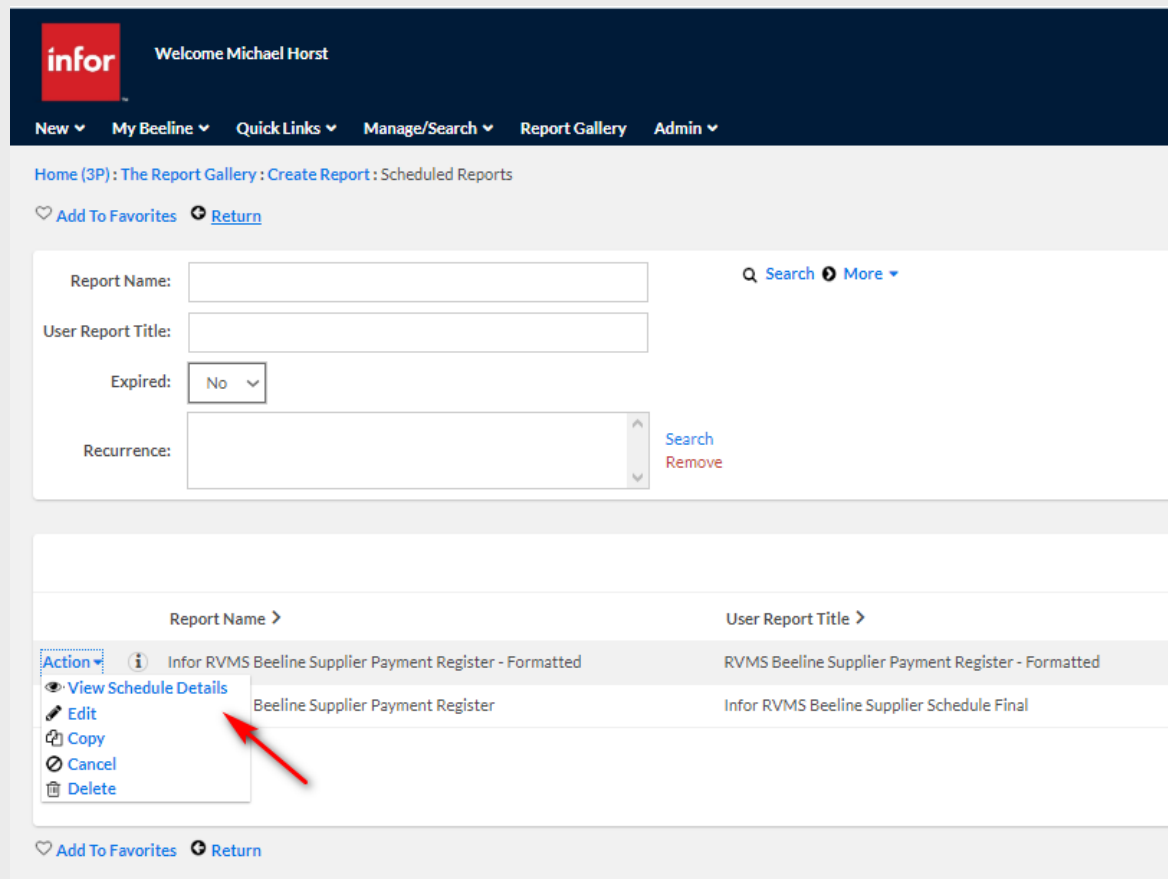 infor
Welcome Michael Horst
New My Beeline Quick Links Manage/Search Report Gallery Admin
Home (3P) : The Report Gallery : Create Report : Scheduled Reports
Add To Favorites Return
Report Name:
Search More
User Report Title:
Expired: No
Recurrence:
Search
Remove
Report Name User Report Title
Action Infor RVMS Beeline Supplier Payment Register - Formatted RVMS Beeline Supplier Payment Register - Formatted
View Schedule Details
Beeline Supplier Payment Register Infor RVMS Beeline Supplier Schedule Final
Edit
Copy
Cancel
Delete
Add To Favorites Return